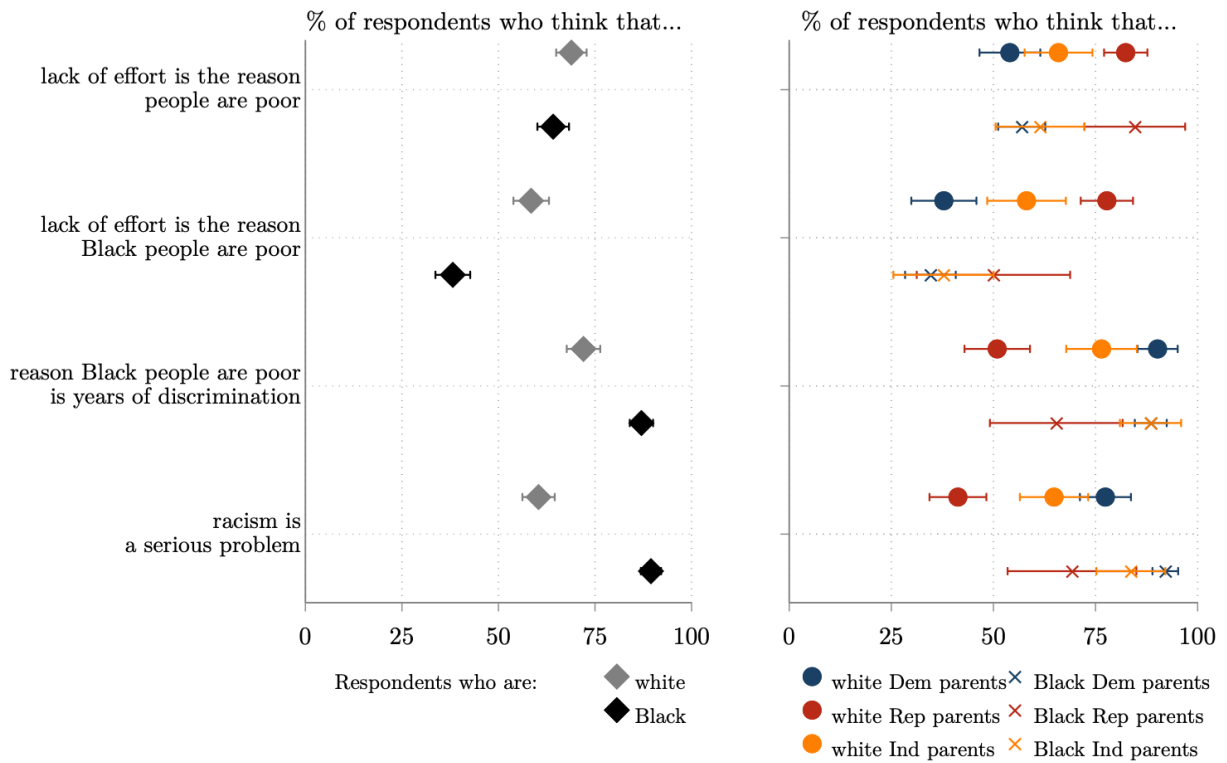 % of respondents who think that...
% of respondents who think that...
lack of effort is the reason
people are poor
lack of effort is the reason
Black people are poor
reason Black people are poor
is years of discrimination
racism is
a serious problem
0 25 50 75 100
0 25 50 75 100
Respondents who are:
white
Black
white Dem parents
Black Dem parents
white Rep parents
Black Rep parents
white Ind parents
Black Ind parents